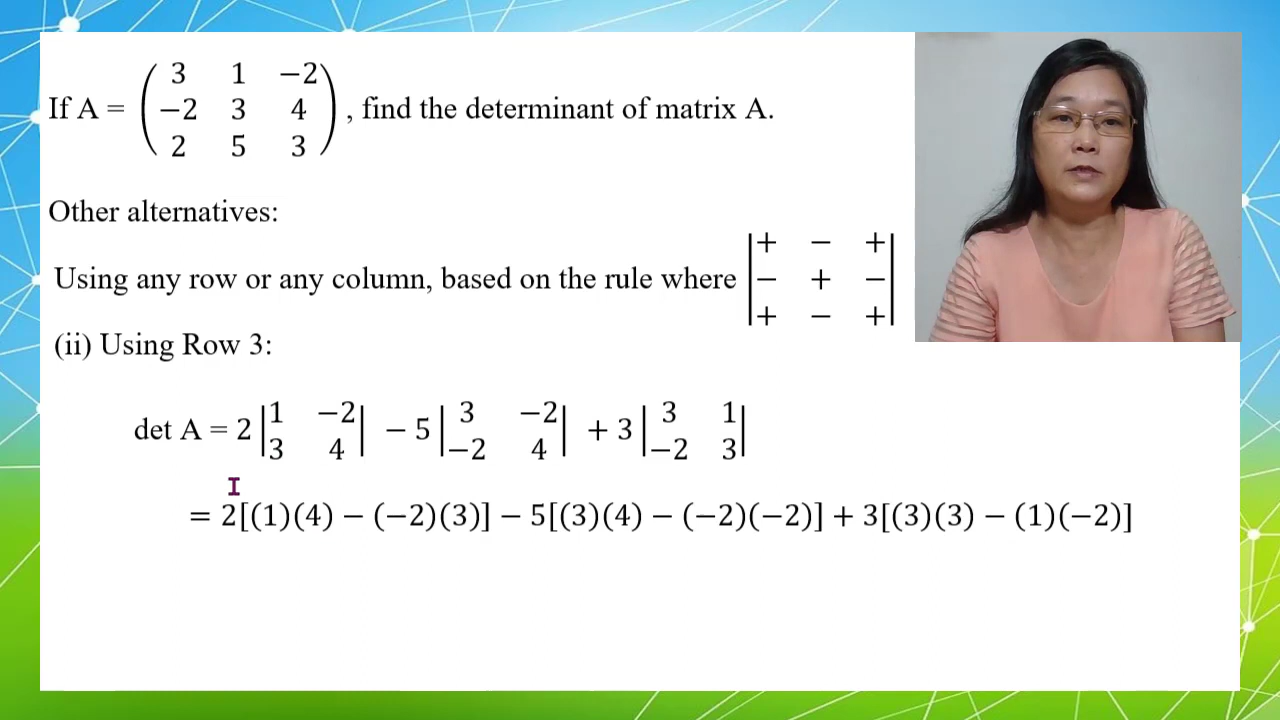 If A = ( 3 1 −2
−2 3 4
2 5 3 ) , find the determinant of matrix A.
Other alternatives:
Using any row or any column, based on the rule where |+ − +|
|− + −|
|+ − +|
(ii) Using Row 3:
det A = 2 |1 −2| − 5 |3 −2| + 3 |3 1|
|3 4| |−2 4| |−2 3|
= 2[(1)(4) − (−2)(3)] − 5[(3)(4) − (−2)(−2)] + 3[(3)(3) − (1)(−2)]